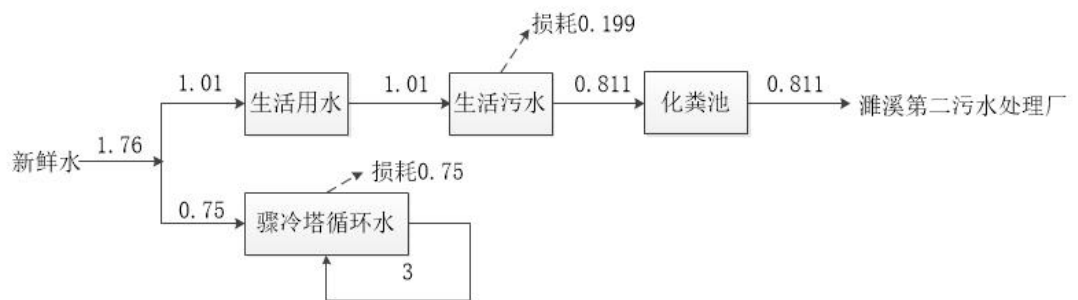 损耗0.199
1.01
生活用水
1.01
生活污水
0.811
化粪池
0.811
濉溪第二污水处理厂
新鲜水
1.76
损耗0.75
0.75
骤冷塔循环水
3